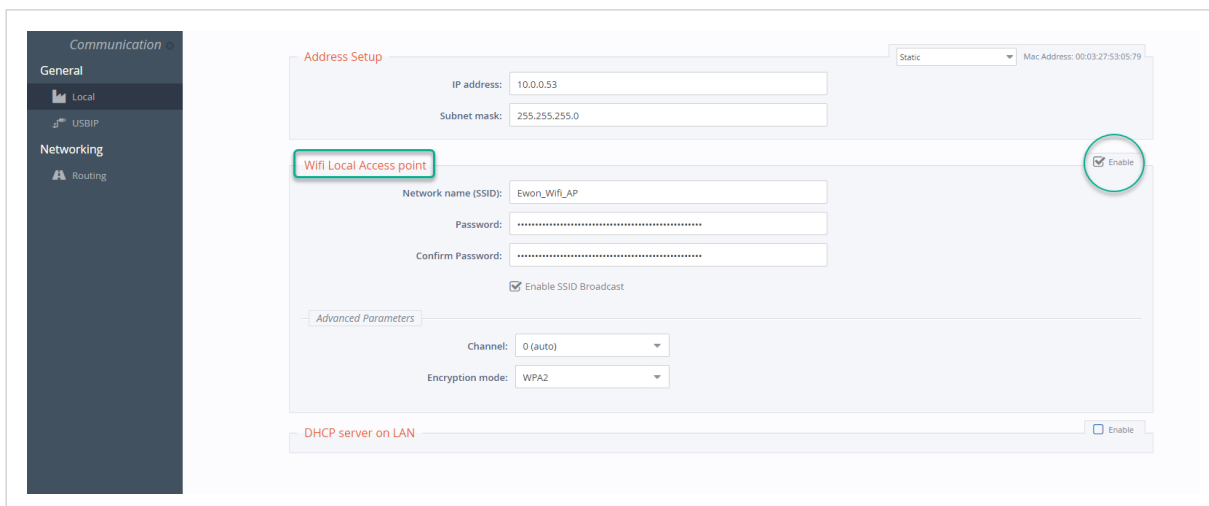 Communication
General
Local
USBIP
Networking
Routing
Address Setup
Static
Mac Address: 00:03:27:53:05:79
IP address: 10.0.0.53
Subnet mask: 255.255.255.0
Wifi Local Access point
Enable
Network name (SSID): Ewon_Wifi_AP
Password:
Confirm Password:
Enable SSID Broadcast
Advanced Parameters
Channel: 0 (auto)
Encryption mode: WPA2
DHCP server on LAN
Enable